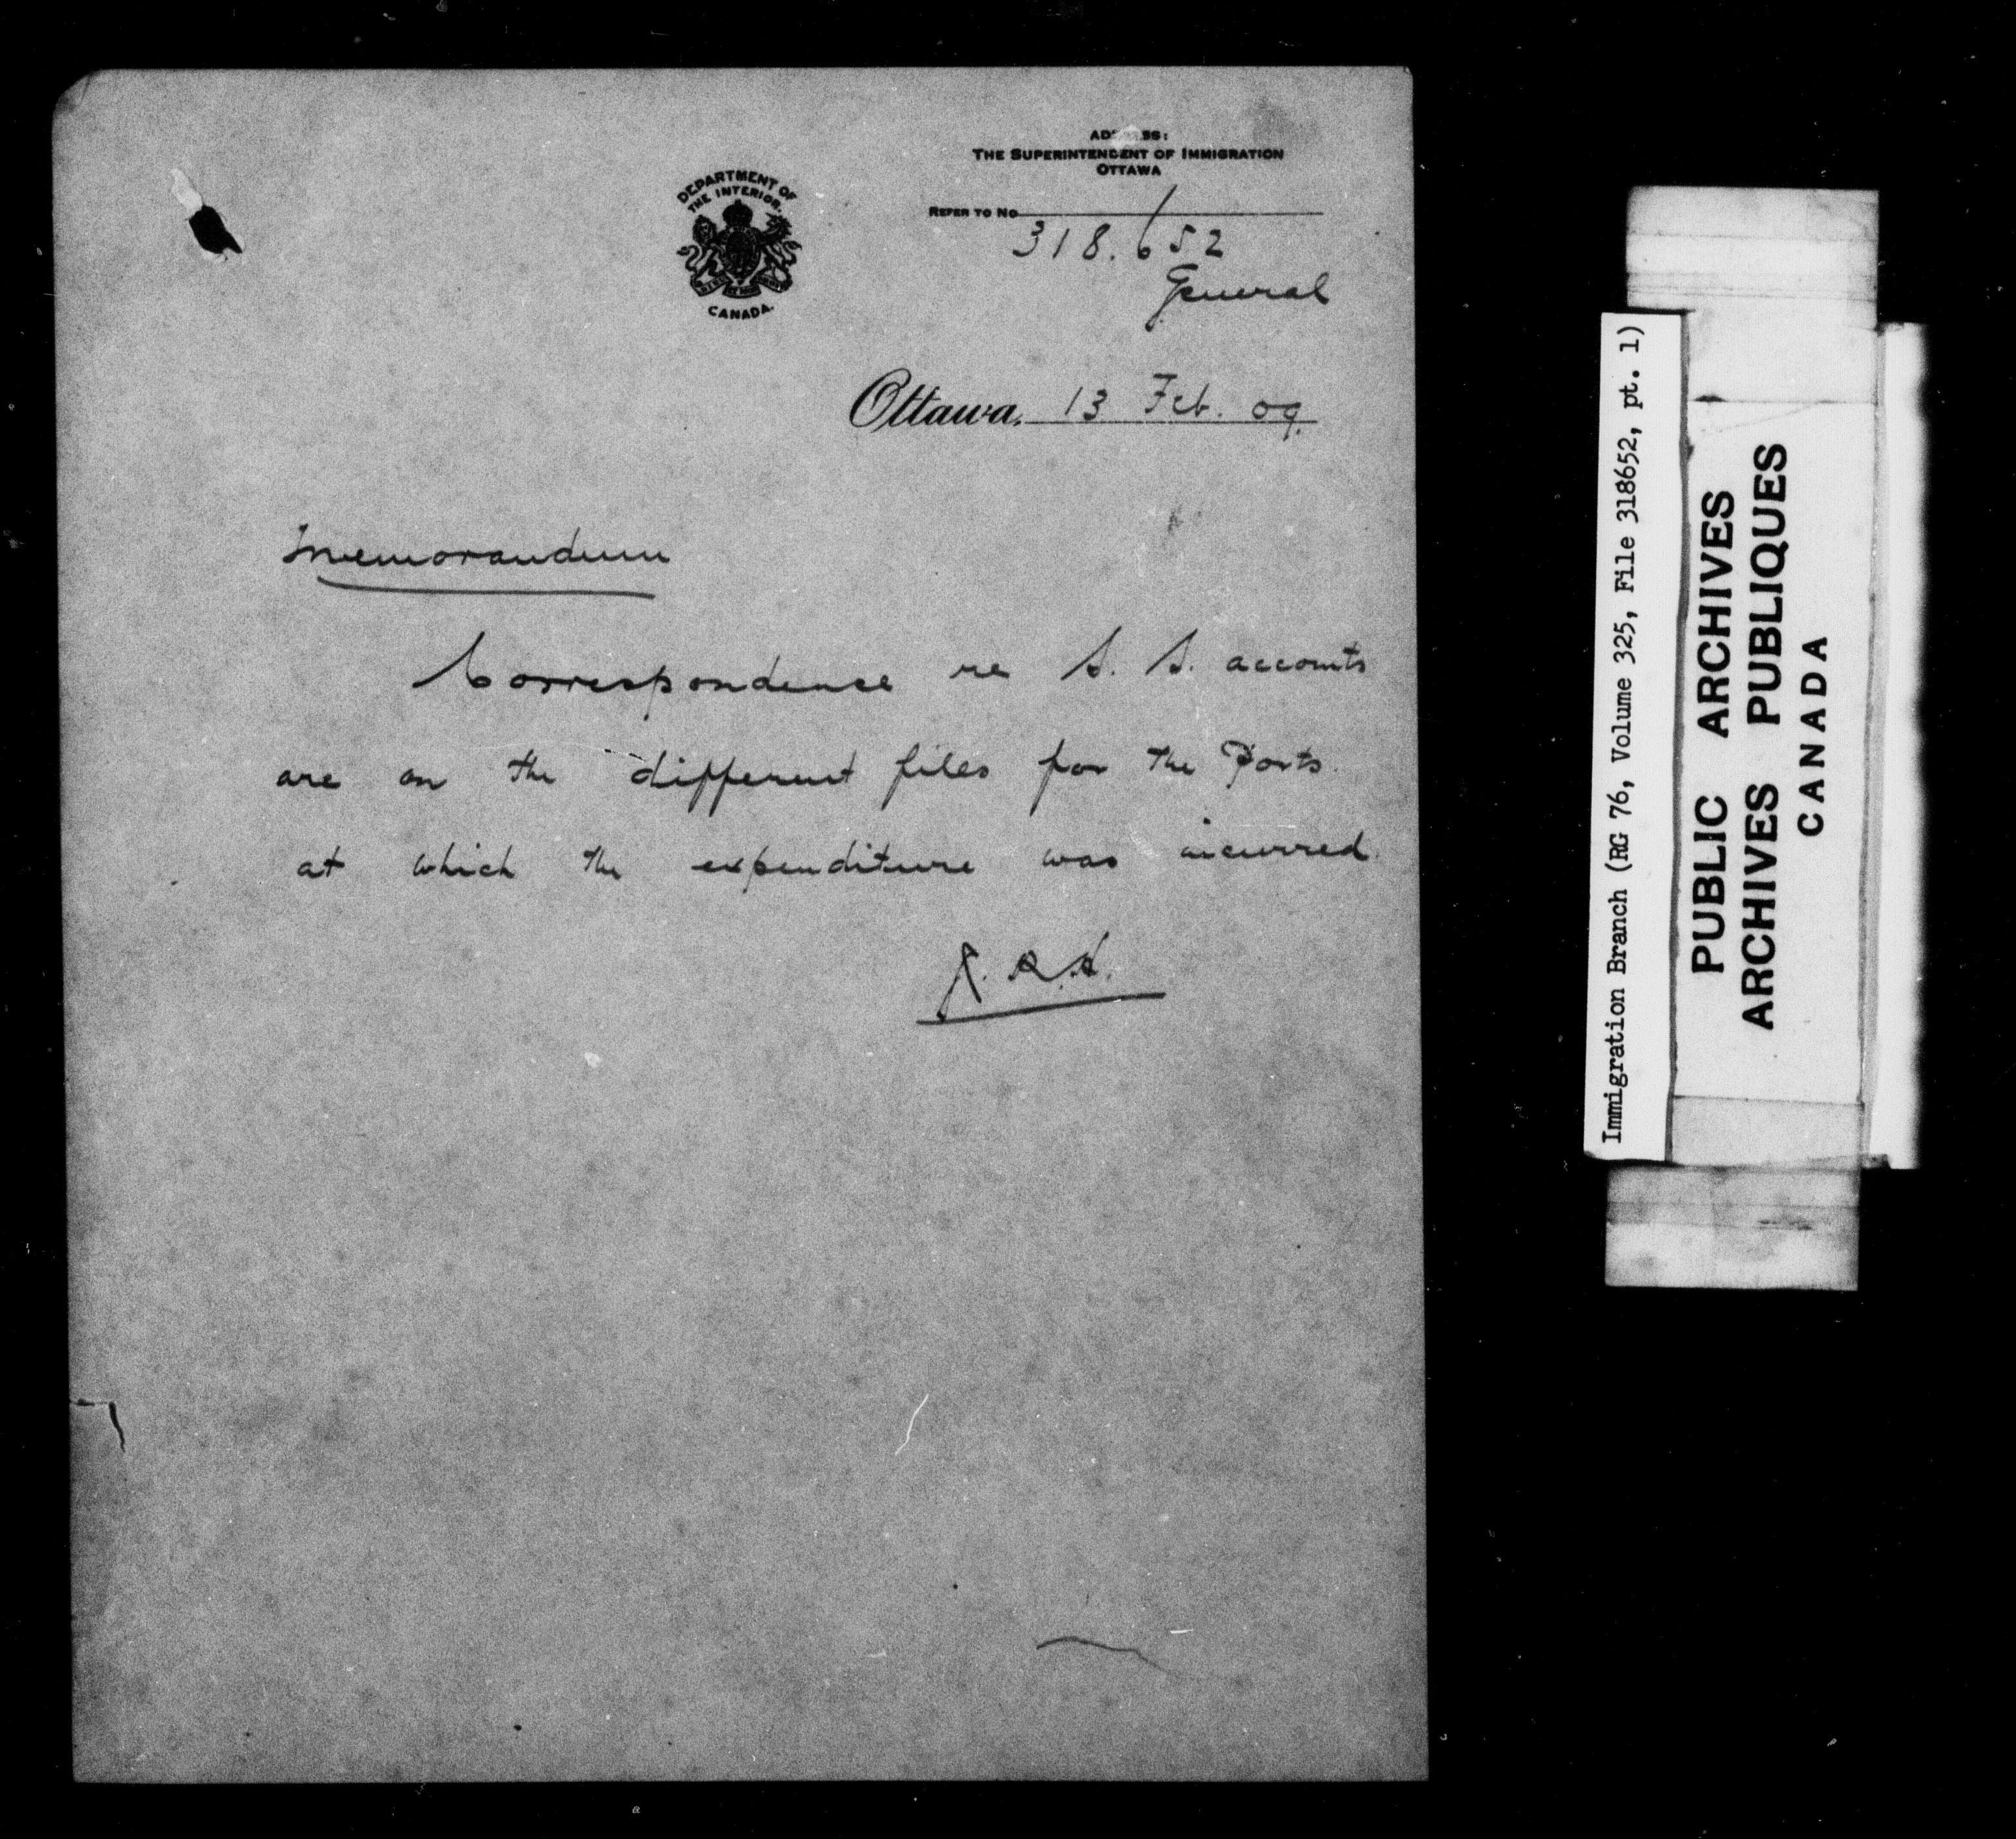 ADDRESS:
THE SUPERINTENDENT OF IMMIGRATION
OTTAWA
DEPARTMENT OF
THE INTERIOR.
CANADA.
REFER TO No
318.652
General
Ottawa, 13 Feb. 09.
Memorandum
Correspondence re S. S. accounts
are on the different files for the Ports
at which the expenditure was incurred.
Immigration Branch (RG 76, Volume 325, File 318652, pt. 1)
PUBLIC ARCHIVES
ARCHIVES PUBLIQUES
CANADA